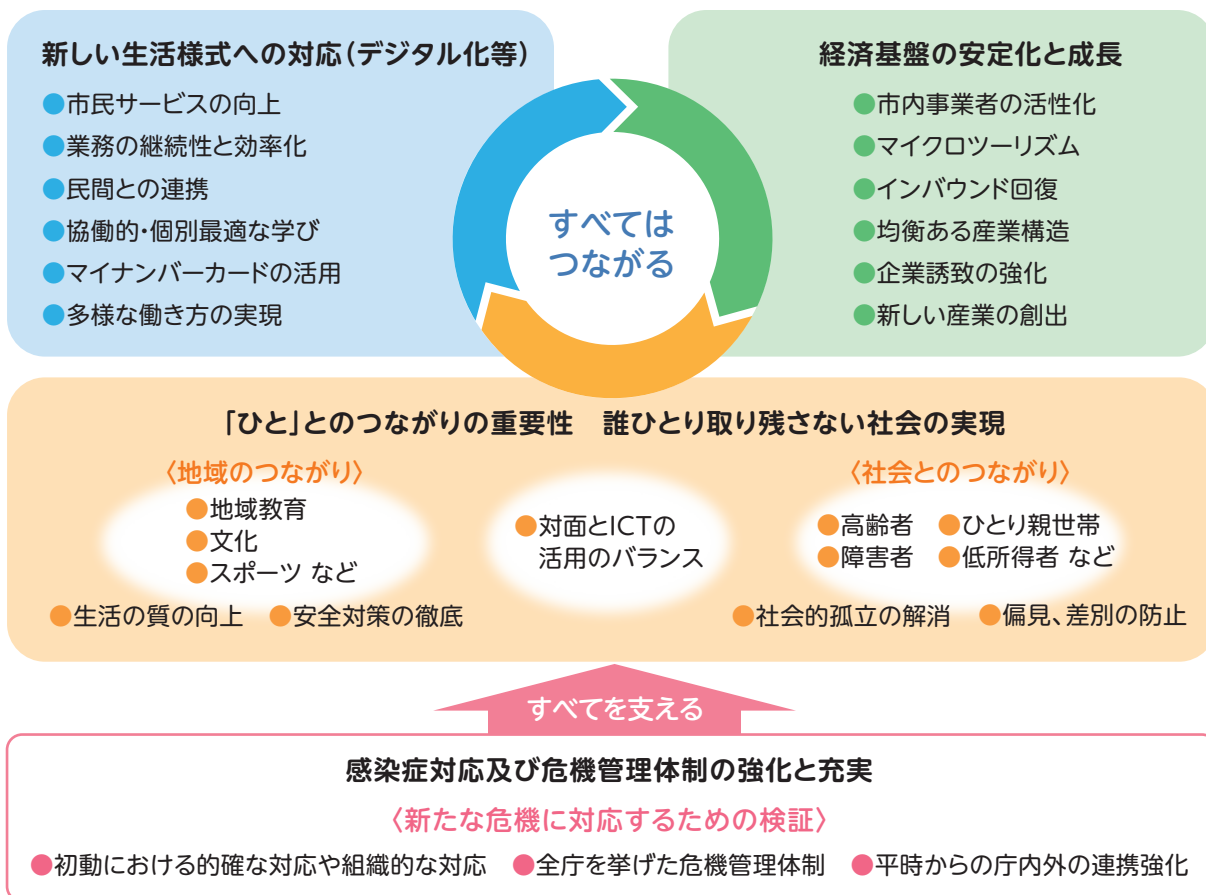 新しい生活様式への対応(デジタル化等)
●市民サービスの向上
●業務の継続性と効率化
●民間との連携
●協働的・個別最適な学び
●マイナンバーカードの活用
●多様な働き方の実現
経済基盤の安定化と成長
●市内事業者の活性化
●マイクロツーリズム
●インバウンド回復
●均衡ある産業構造
●企業誘致の強化
●新しい産業の創出
すべては
つながる
「ひと」とのつながりの重要性　誰ひとり取り残さない社会の実現
〈地域のつながり〉
●地域教育
●文化
●スポーツ など
●対面とICTの
活用のバランス
〈社会とのつながり〉
●高齢者 ●ひとり親世帯
●障害者 ●低所得者 など
●生活の質の向上 ●安全対策の徹底
●社会的孤立の解消 ●偏見、差別の防止
すべてを支える
感染症対応及び危機管理体制の強化と充実
〈新たな危機に対応するための検証〉
●初動における的確な対応や組織的な対応 ●全庁を挙げた危機管理体制 ●平時からの庁内外の連携強化